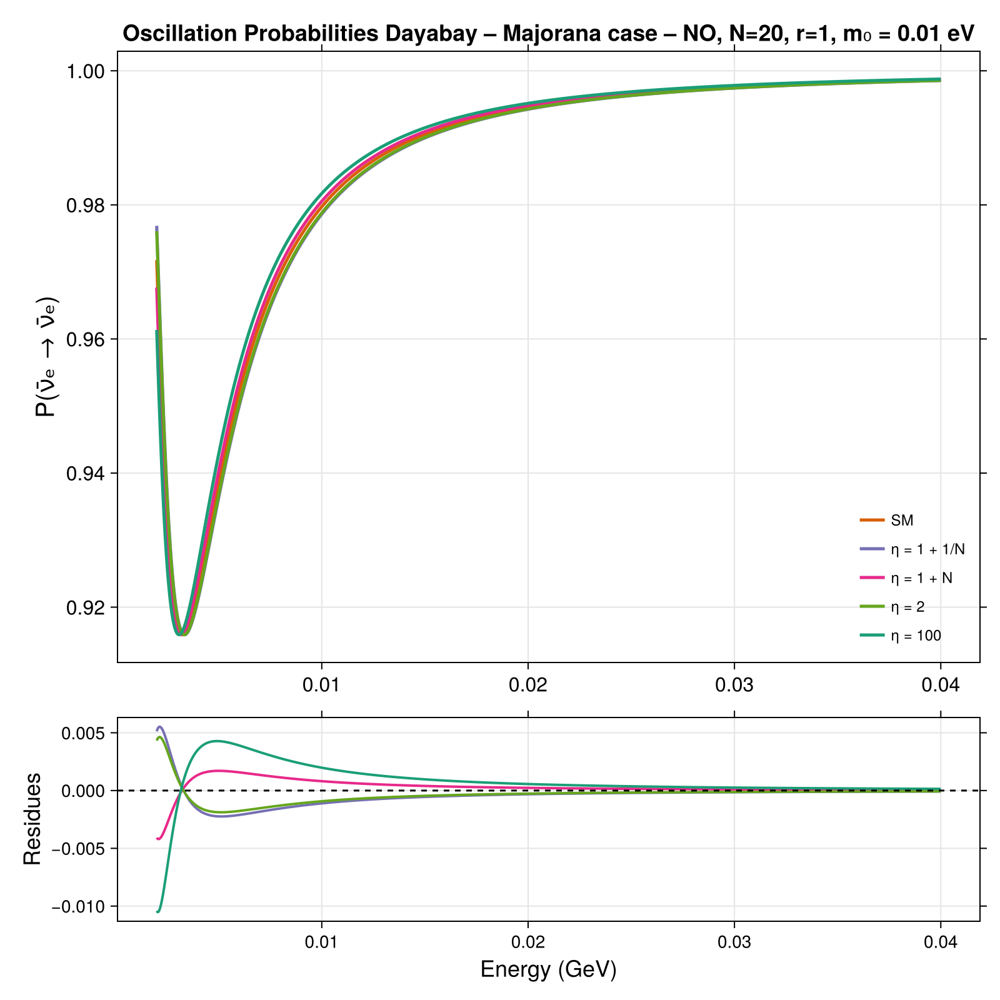 Oscillation Probabilities Dayabay – Majorana case – NO, N=20, r=1, m₀ = 0.01 eV
P(ν̄ₑ → ν̄ₑ)
1.00
0.98
0.96
0.94
0.92
SM
η = 1 + 1/N
η = 1 + N
η = 2
η = 100
0.01 0.02 0.03 0.04
Residues
0.005
0.000
−0.005
−0.010
0.01 0.02 0.03 0.04
Energy (GeV)